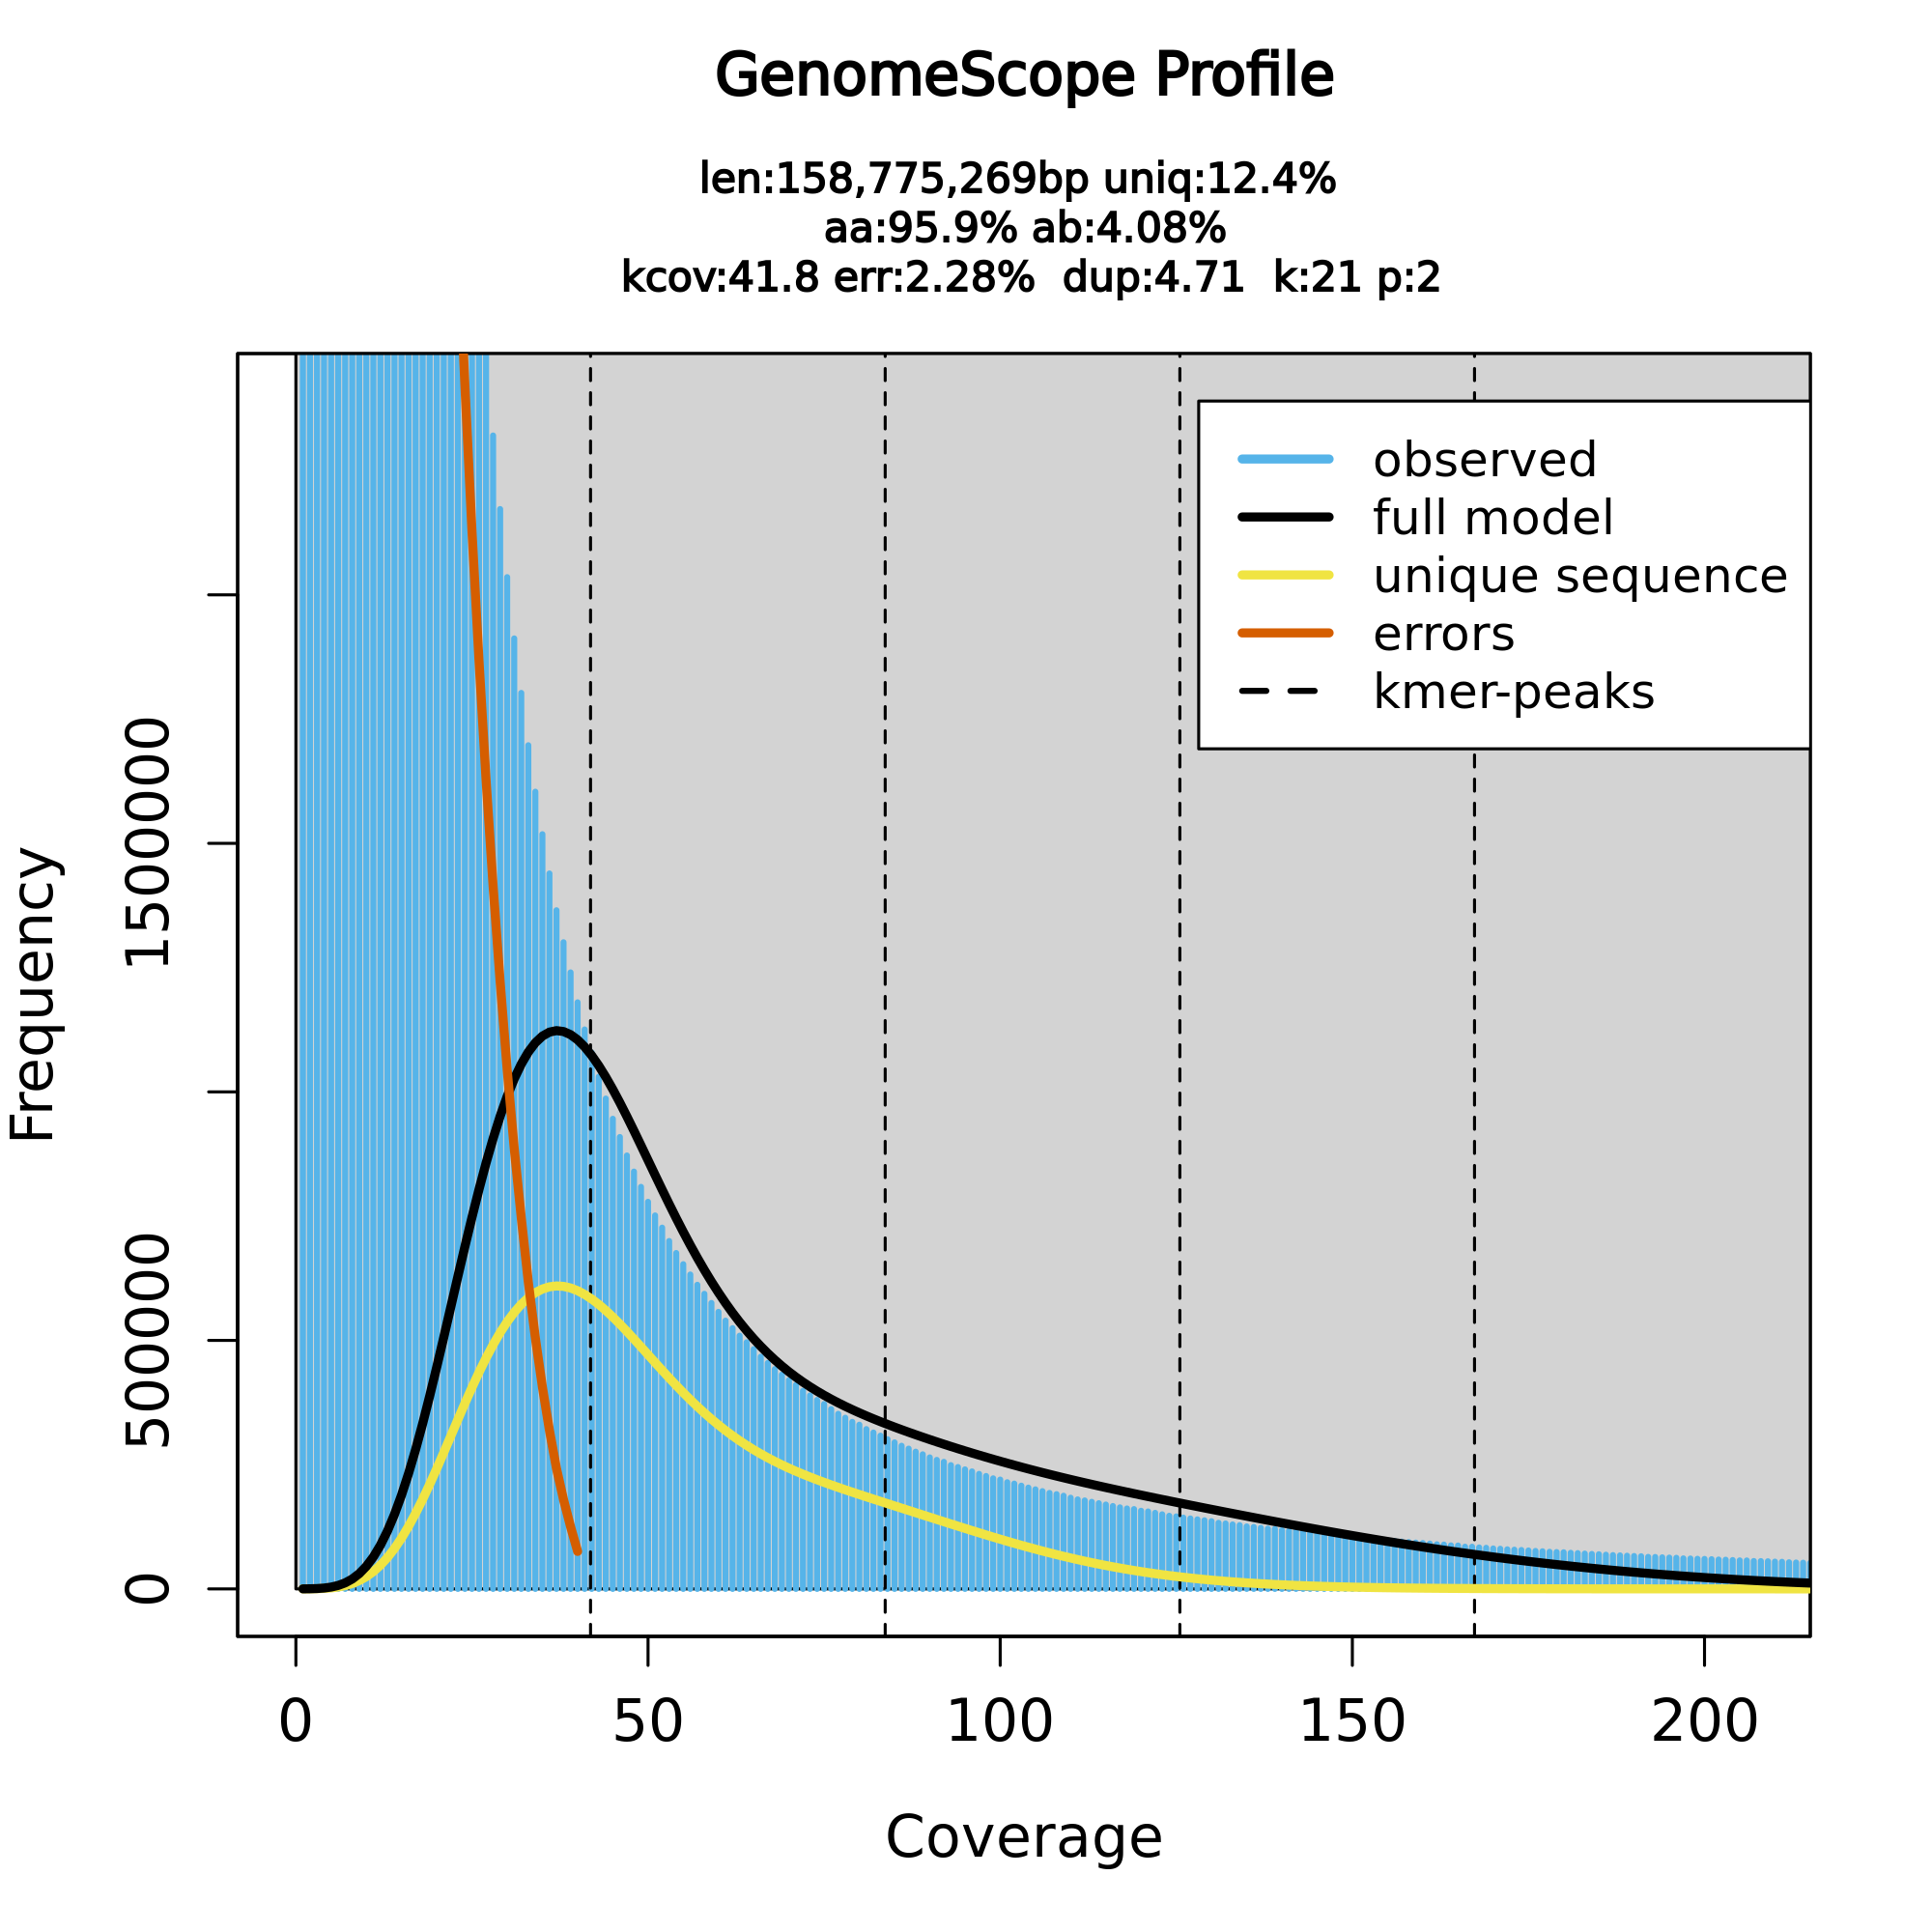 GenomeScope Profile
len:158,775,269bp uniq:12.4%
aa:95.9% ab:4.08%
kcov:41.8 err:2.28%  dup:4.71  k:21 p:2
observed
full model
unique sequence
errors
kmer-peaks
Frequency
1500000
500000
0
0 50 100 150 200
Coverage